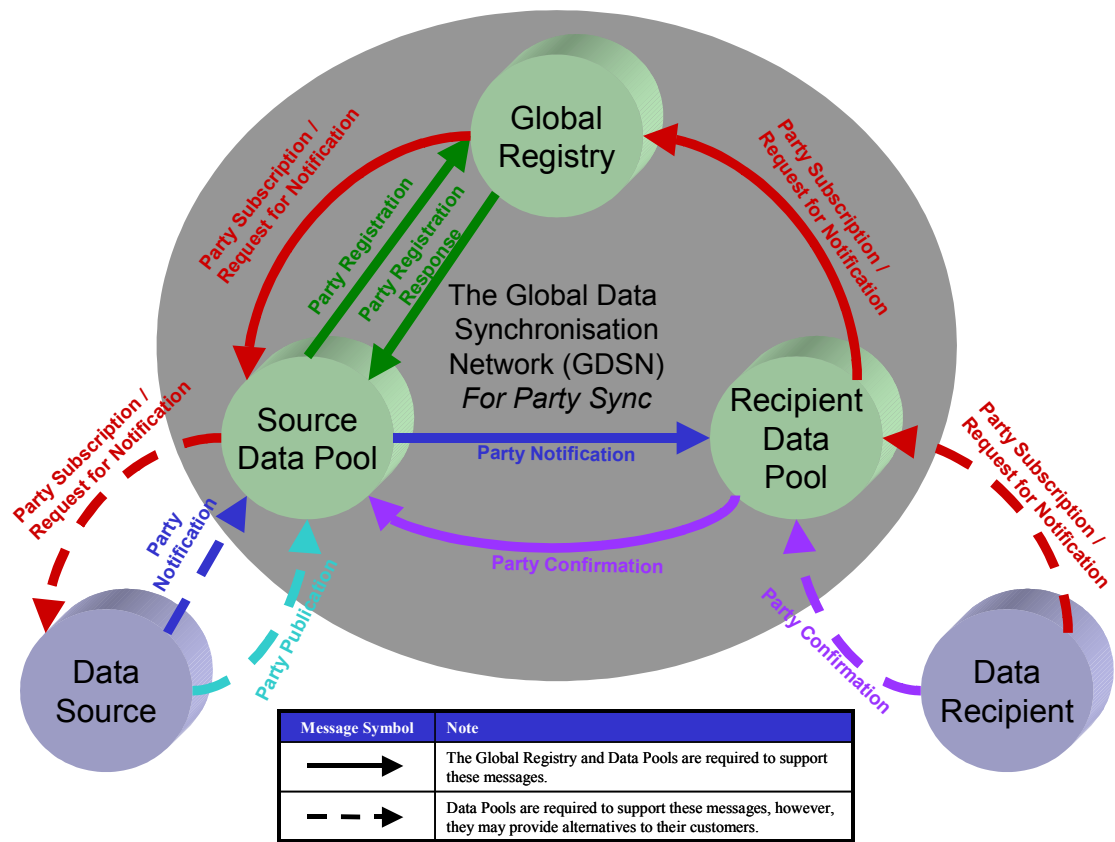 Global
Registry
Party Subscription /
Request for Notification
Party Subscription /
Request for Notification
Party Registration
Party Registration
Response
The Global Data
Synchronisation
Network (GDSN)
For Party Sync
Source
Data Pool
Recipient
Data
Pool
Party Notification
Party Confirmation
Party Subscription /
Request for Notification
Party
Notification
Party Publication
Party Subscription /
Request for Notification
Party Confirmation
Data
Source
Data
Recipient
Message Symbol Note
The Global Registry and Data Pools are required to support
these messages.
Data Pools are required to support these messages, however,
they may provide alternatives to their customers.